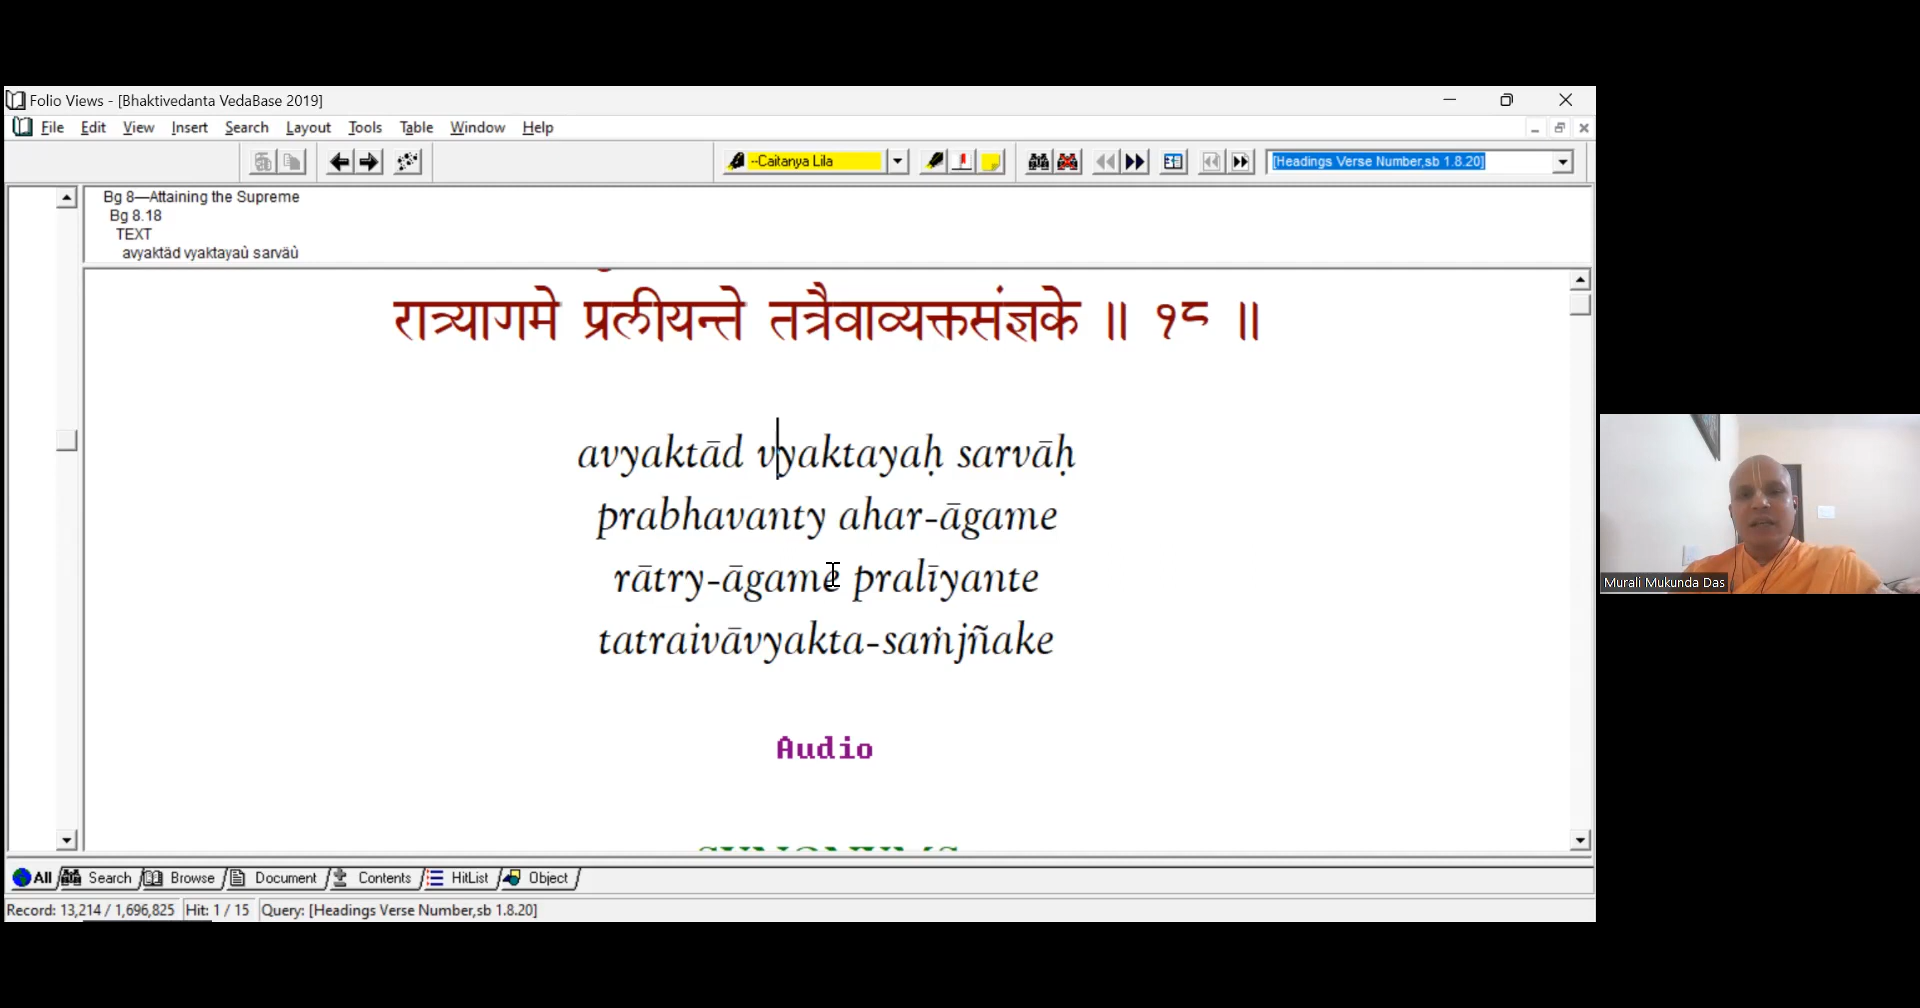 Folio Views - [Bhaktivedanta VedaBase 2019]
File Edit View Insert Search Layout Tools Table Window Help
--Caitanya Lila [Headings Verse Number,sb 1.8.20]
Bg 8—Attaining the Supreme
Bg 8.18
TEXT
avyaktäd vyaktayaù sarväù
रात्र्यागमे प्रलीयन्ते तत्रैवाव्यक्तसंज्ञके ॥ १८ ॥
avyaktād vyaktayaḥ sarvāḥ
prabhavanty ahar-āgame
rātry-āgame pralīyante
tatraivāvyakta-saṁjñake
Audio
Murali Mukunda Das
All Search Browse Document Contents HitList Object
Record: 13,214 / 1,696,825 Hit: 1 / 15 Query: [Headings Verse Number,sb 1.8.20]